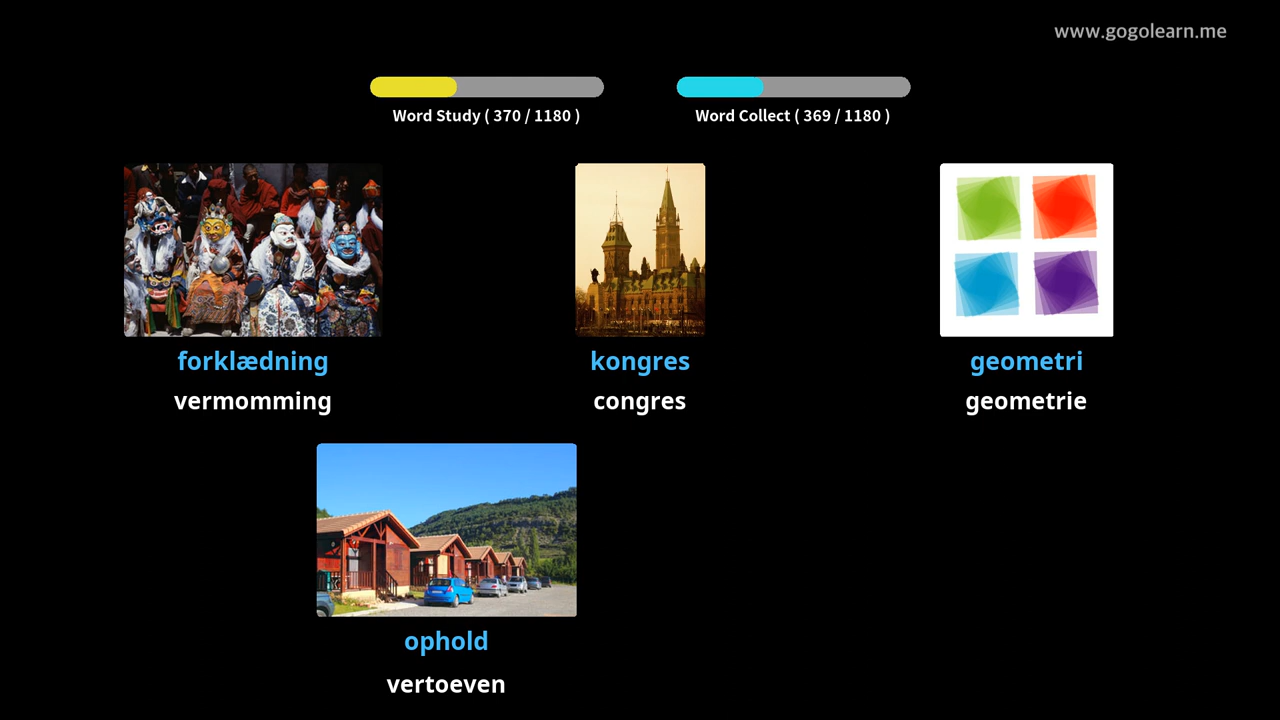 www.gogolearn.me
Word Study ( 370 / 1180 )
Word Collect ( 369 / 1180 )
forklædning
kongres
geometri
vermomming
congres
geometrie
ophold
vertoeven